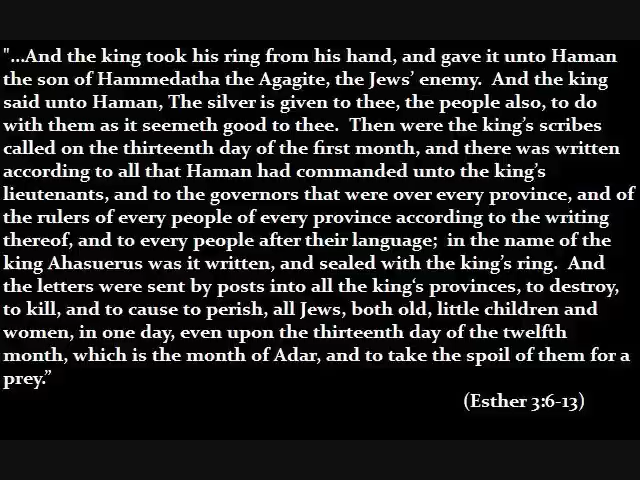 "...And the king took his ring from his hand, and gave it unto Haman
the son of Hammedatha the Agagite, the Jews’ enemy.  And the king
said unto Haman, The silver is given to thee, the people also, to do
with them as it seemeth good to thee.  Then were the king’s scribes
called on the thirteenth day of the first month, and there was written
according to all that Haman had commanded unto the king’s
lieutenants, and to the governors that were over every province, and of
the rulers of every people of every province according to the writing
thereof, and to every people after their language;  in the name of the
king Ahasuerus was it written, and sealed with the king’s ring.  And
the letters were sent by posts into all the king‘s provinces, to destroy,
to kill, and to cause to perish, all Jews, both old, little children and
women, in one day, even upon the thirteenth day of the twelfth
month, which is the month of Adar, and to take the spoil of them for a
prey.”
(Esther 3:6-13)